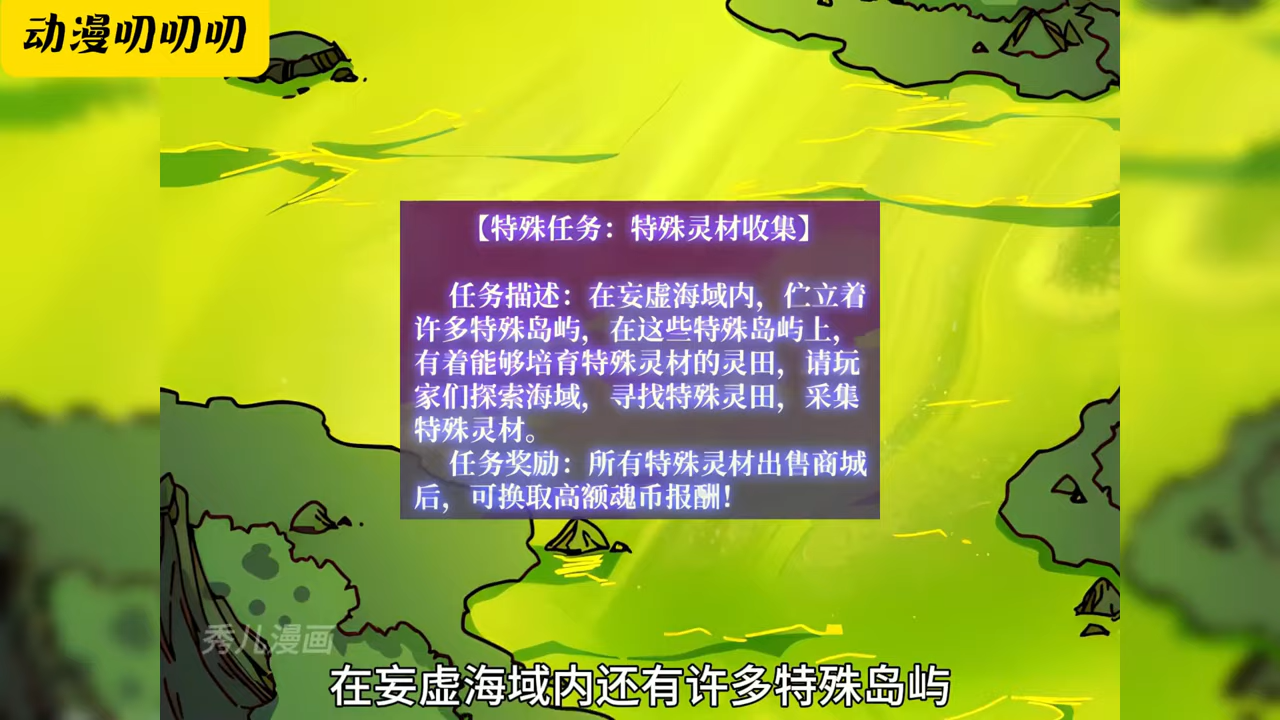 动漫叨叨叨
【特殊任务：特殊灵材收集】
任务描述：在妄虚海域内，伫立着
许多特殊岛屿，在这些特殊岛屿上，
有着能够培育特殊灵材的灵田，请玩
家们探索海域，寻找特殊灵田，采集
特殊灵材。
任务奖励：所有特殊灵材出售商城
后，可换取高额魂币报酬！
秀儿漫画
在妄虚海域内还有许多特殊岛屿